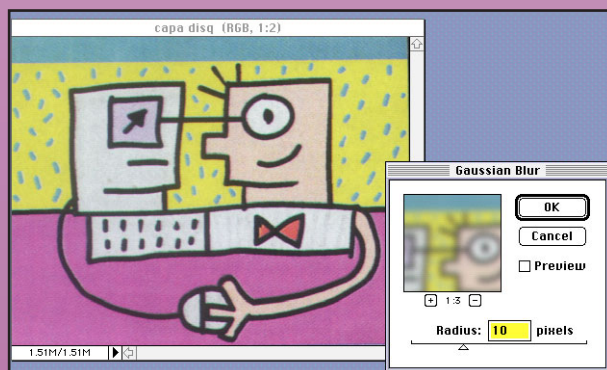 capa disq (RGB, 1:2)
Gaussian Blur
OK
Cancel
Preview
1:3
Radius: 10 pixels
1.51M/1.51M